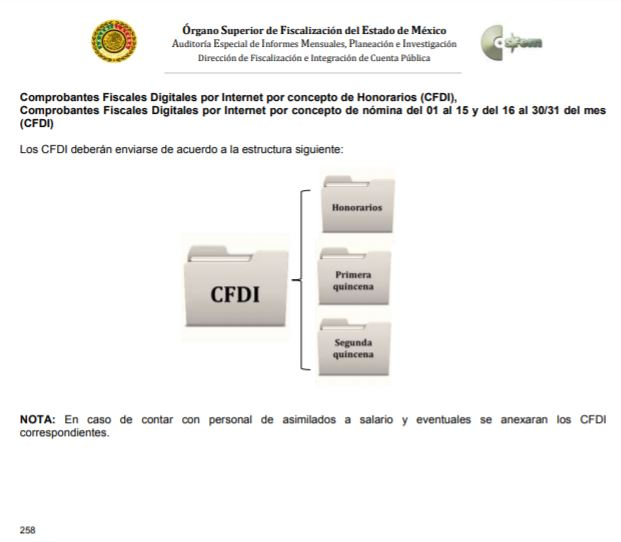 Órgano Superior de Fiscalización del Estado de México
Auditoría Especial de Informes Mensuales, Planeación e Investigación
Dirección de Fiscalización e Integración de Cuenta Pública
osfem
Comprobantes Fiscales Digitales por Internet por concepto de Honorarios (CFDI),
Comprobantes Fiscales Digitales por Internet por concepto de nómina del 01 al 15 y del 16 al 30/31 del mes
(CFDI)
Los CFDI deberán enviarse de acuerdo a la estructura siguiente:
CFDI
Honorarios
Primera
quincena
Segunda
quincena
NOTA: En caso de contar con personal de asimilados a salario y eventuales se anexaran los CFDI
correspondientes.
258